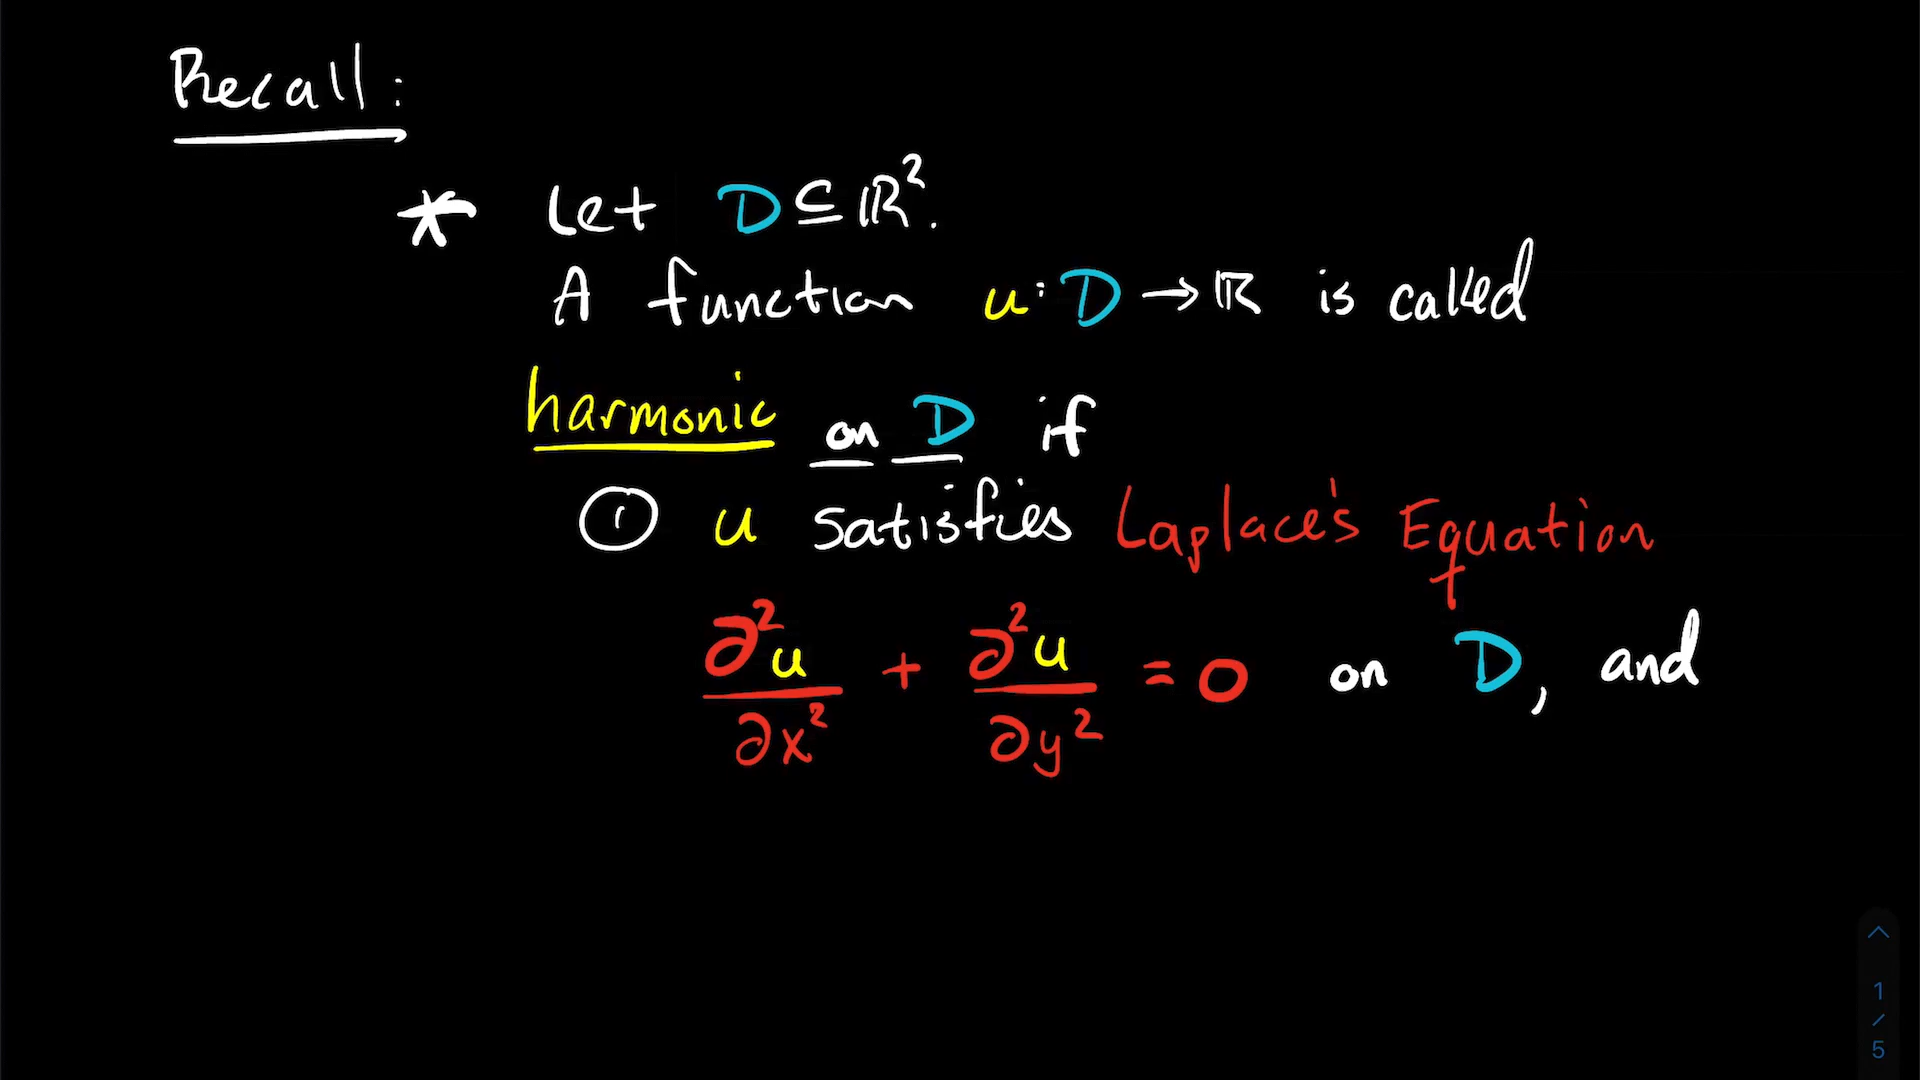 Recall:
* Let D ⊆ ℝ².
A function u: D → ℝ is called
harmonic on D if
① u satisfies Laplace's Equation
∂²u/∂x² + ∂²u/∂y² = 0 on D, and
1
/
5